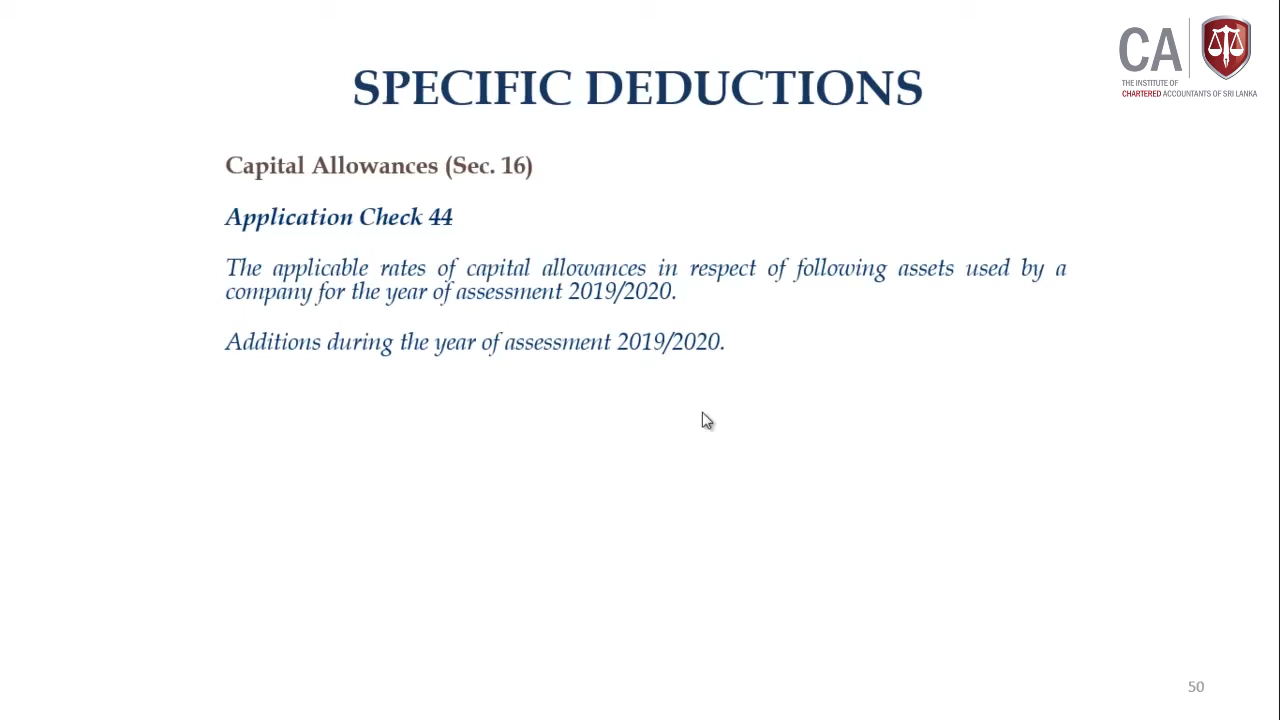 CA
THE INSTITUTE OF
CHARTERED ACCOUNTANTS OF SRI LANKA
SPECIFIC DEDUCTIONS
Capital Allowances (Sec. 16)
Application Check 44
The applicable rates of capital allowances in respect of following assets used by a
company for the year of assessment 2019/2020.
Additions during the year of assessment 2019/2020.
50